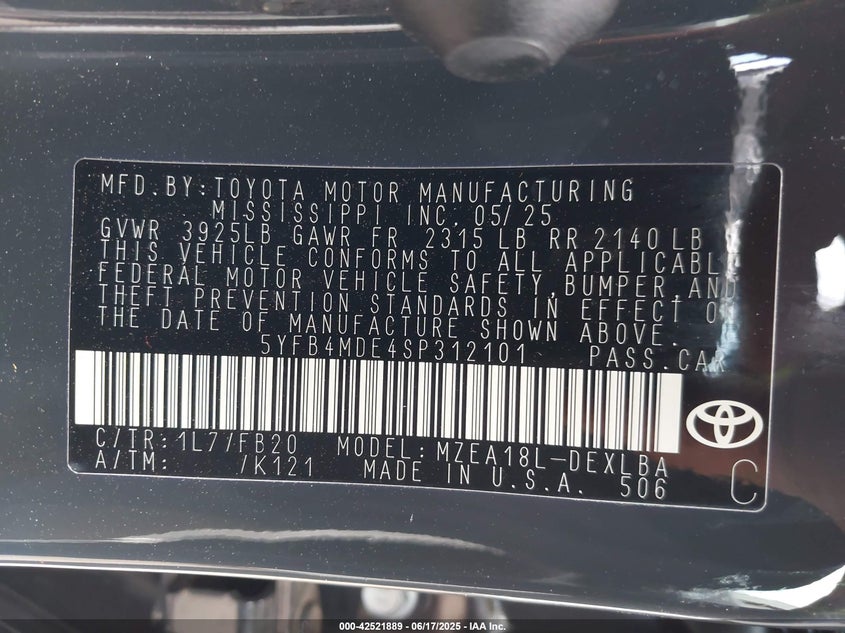 MFD.BY:TOYOTA MOTOR MANUFACTURING
MISSISSIPPI INC. 05/25
GVWR 3925LB GAWR FR 2315 LB RR 2140 LB
THIS VEHICLE CONFORMS TO ALL APPLICABLE
FEDERAL MOTOR VEHICLE SAFETY,BUMPER,AND
THEFT PREVENTION STANDARDS IN EFFECT ON
THE DATE OF MANUFACTURE SHOWN ABOVE.
5YFB4MDE4SP312101 PASS.CAR
C/TR:1L7/FB20 MODEL:MZEA18L-DEXLBA
A/TM: /K121 MADE IN U.S.A. 506
C
000-42521889 - 06/17/2025 - IAA Inc.